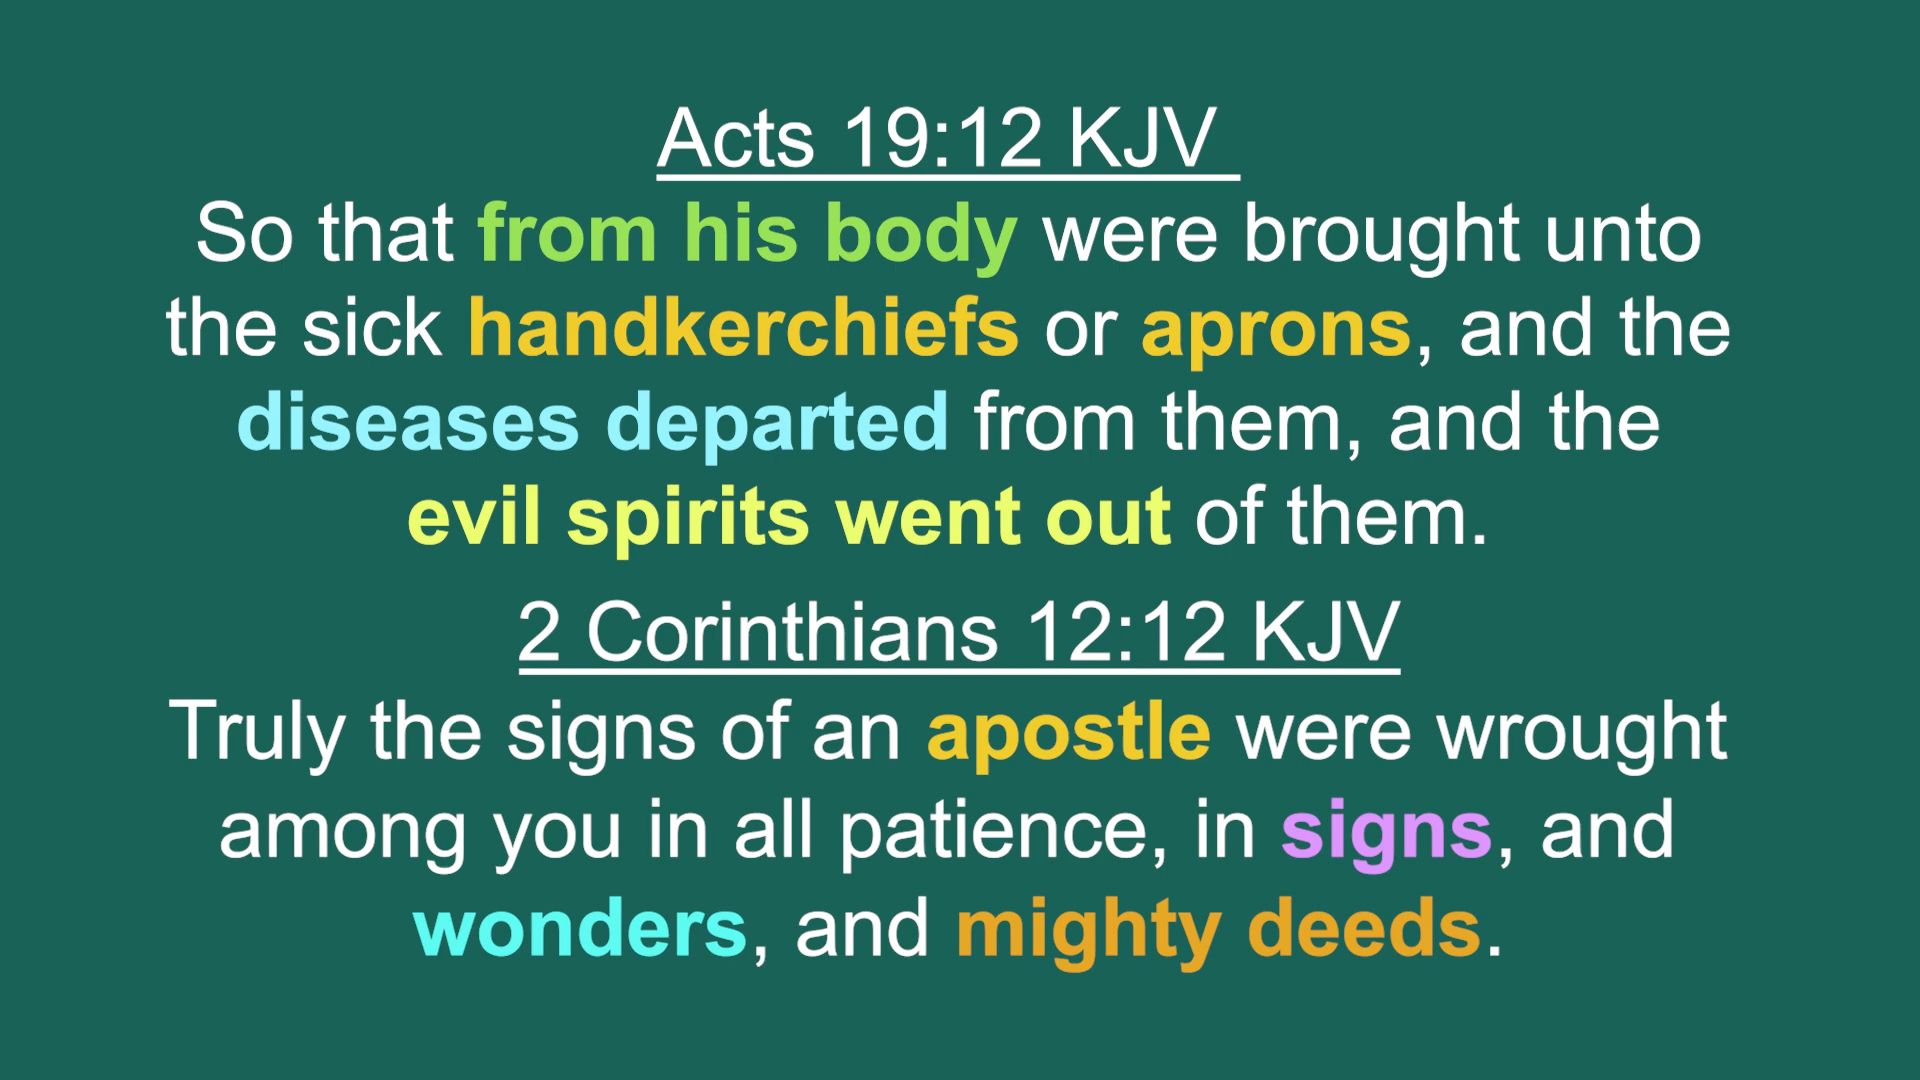 Acts 19:12 KJV
So that from his body were brought unto
the sick handkerchiefs or aprons, and the
diseases departed from them, and the
evil spirits went out of them.
2 Corinthians 12:12 KJV
Truly the signs of an apostle were wrought
among you in all patience, in signs, and
wonders, and mighty deeds.